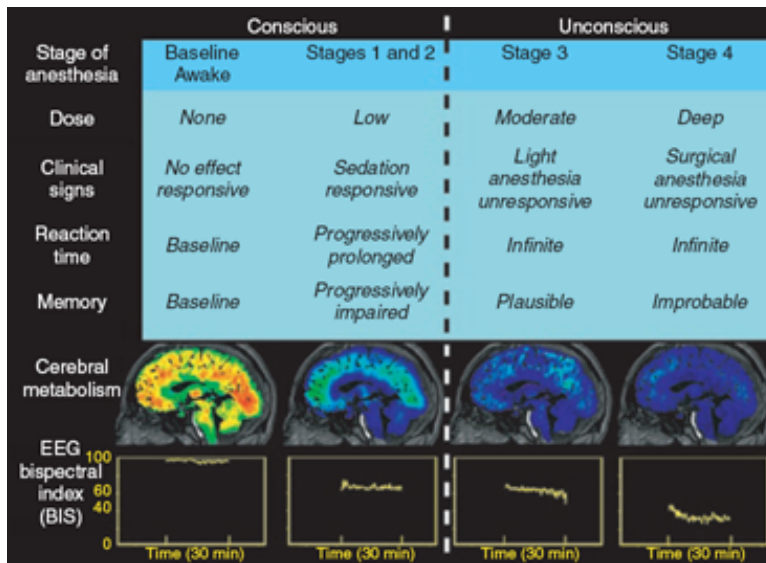 Conscious Unconscious
Stage of anesthesia Baseline Awake Stages 1 and 2 Stage 3 Stage 4
Dose None Low Moderate Deep
Clinical signs No effect responsive Sedation responsive Light anesthesia unresponsive Surgical anesthesia unresponsive
Reaction time Baseline Progressively prolonged Infinite Infinite
Memory Baseline Progressively impaired Plausible Improbable
Cerebral metabolism
EEG bispectral index (BIS)
100
60
40
0
Time (30 min) Time (30 min) Time (30 min) Time (30 min)